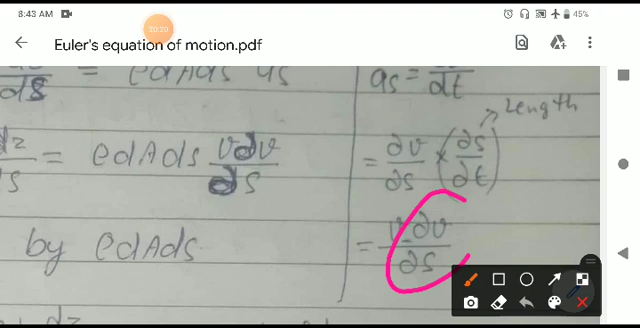 8:43 AM
45%
Euler's equation of motion.pdf
= ρdAds as
as = dv/dt
→ Length
dz/ds = ρdAds v∂v/∂s
= ∂v/∂s × (∂s/∂t)
by ρdAds
= v∂v/∂s